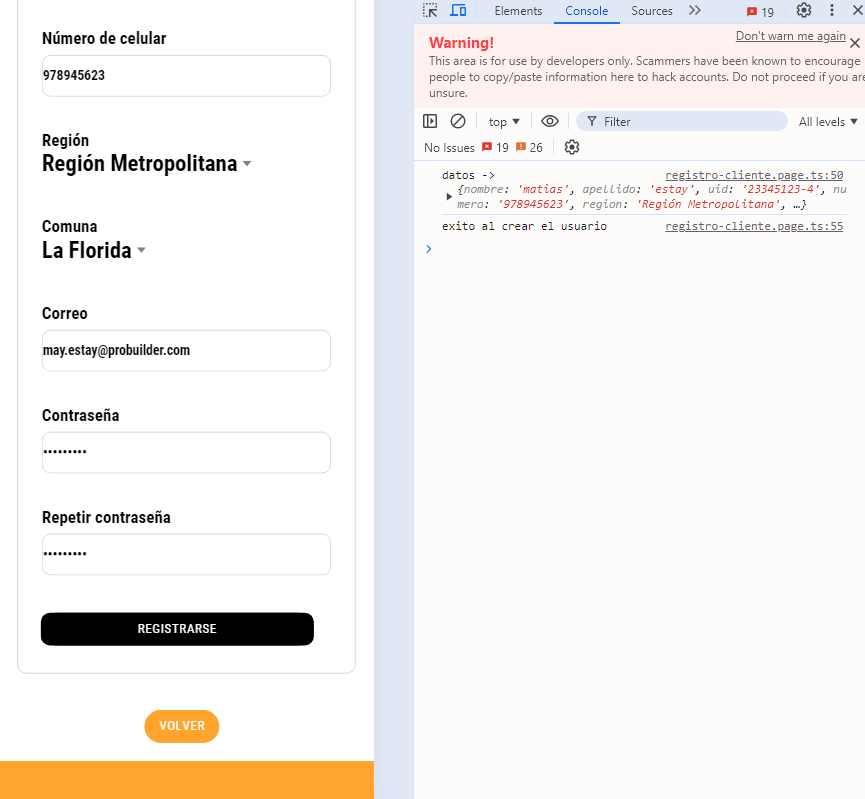 Número de celular
978945623
Región
Región Metropolitana
Comuna
La Florida
Correo
may.estay@probuilder.com
Contraseña
•••••••••
Repetir contraseña
•••••••••
REGISTRARSE
VOLVER
Elements Console Sources 19
Warning! Don't warn me again
This area is for use by developers only. Scammers have been known to encourage
people to copy/paste information here to hack accounts. Do not proceed if you are
unsure.
top Filter All levels
No Issues 19 26
datos -> registro-cliente.page.ts:50
{nombre: 'matias', apellido: 'estay', uid: '23345123-4', nu
mero: '978945623', region: 'Región Metropolitana', …}
exito al crear el usuario registro-cliente.page.ts:55